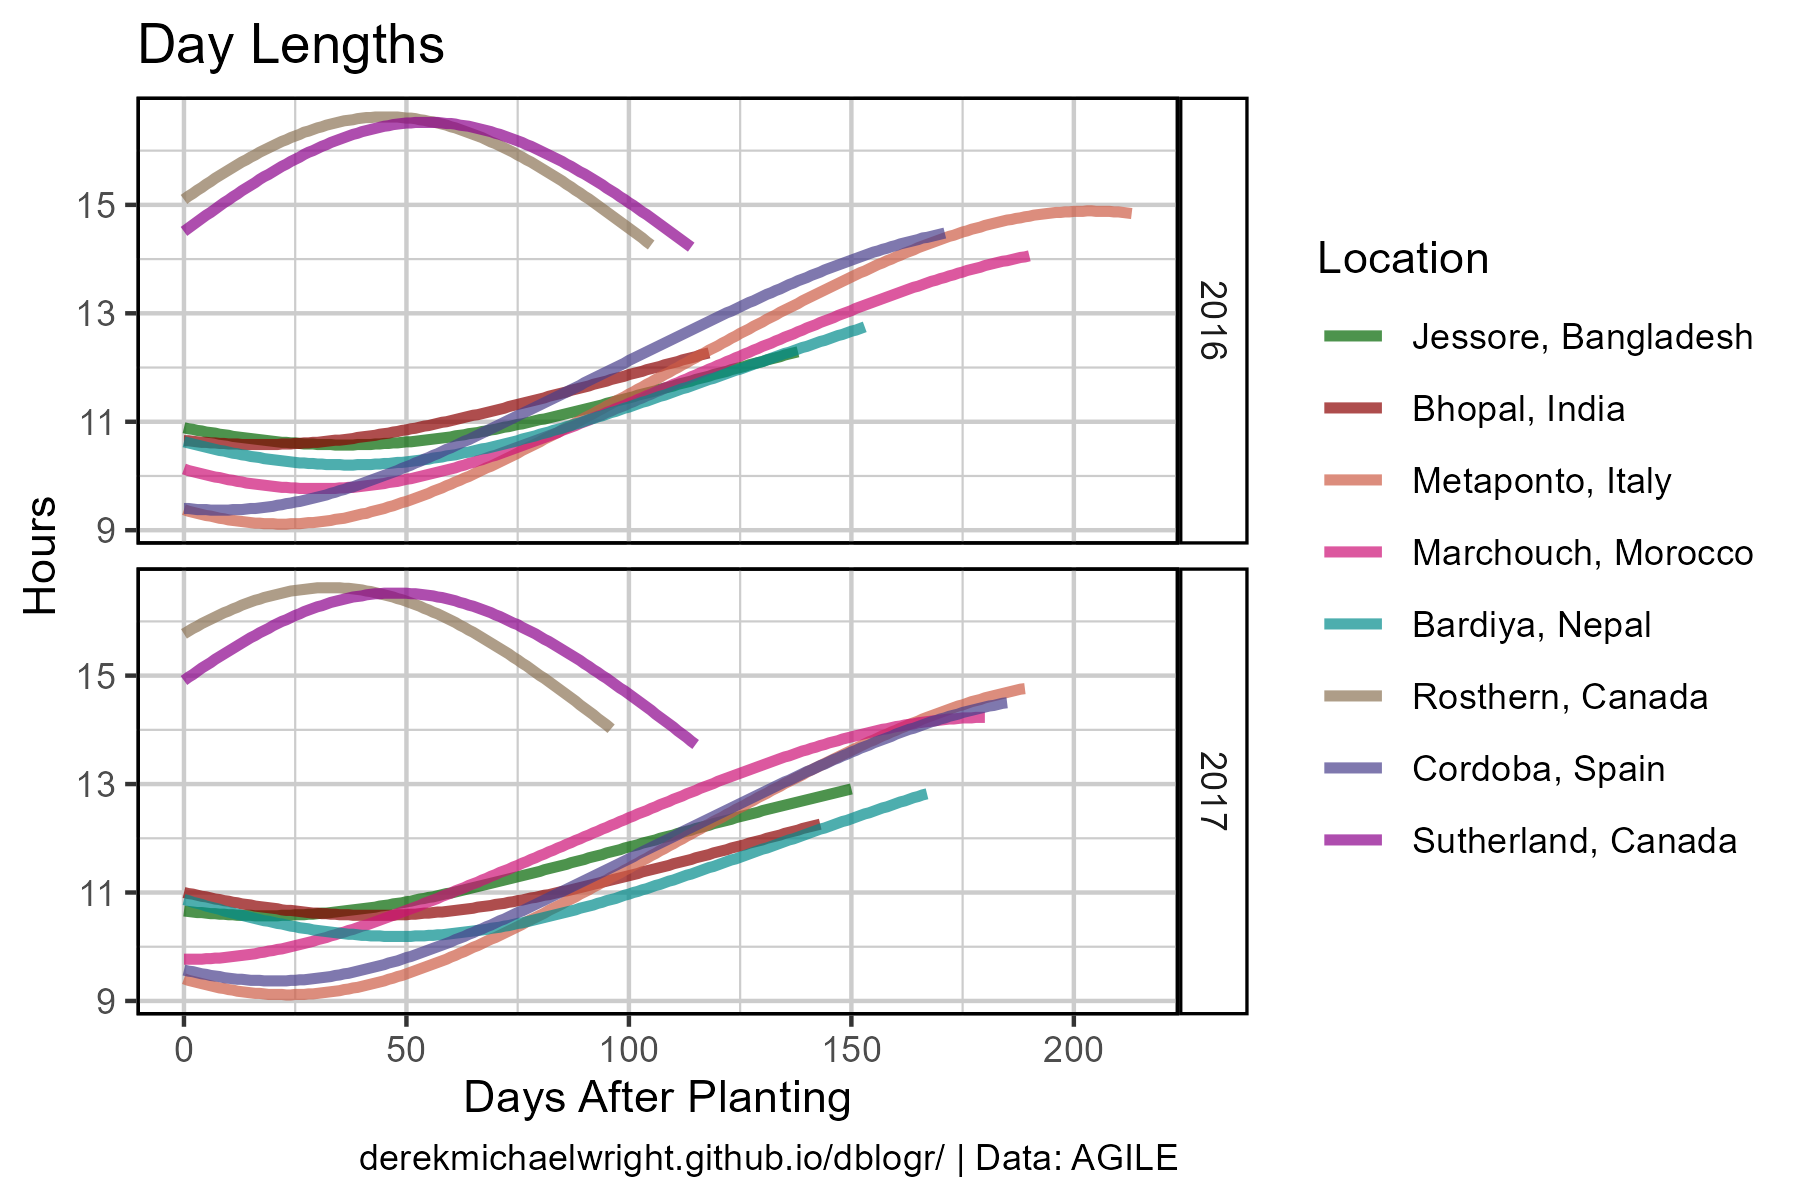 Day Lengths
15
13
11
9
2016
15
13
11
9
2017
Hours
0 50 100 150 200
Days After Planting
derekmichaelwright.github.io/dblogr/ | Data: AGILE
Location
Jessore, Bangladesh
Bhopal, India
Metaponto, Italy
Marchouch, Morocco
Bardiya, Nepal
Rosthern, Canada
Cordoba, Spain
Sutherland, Canada